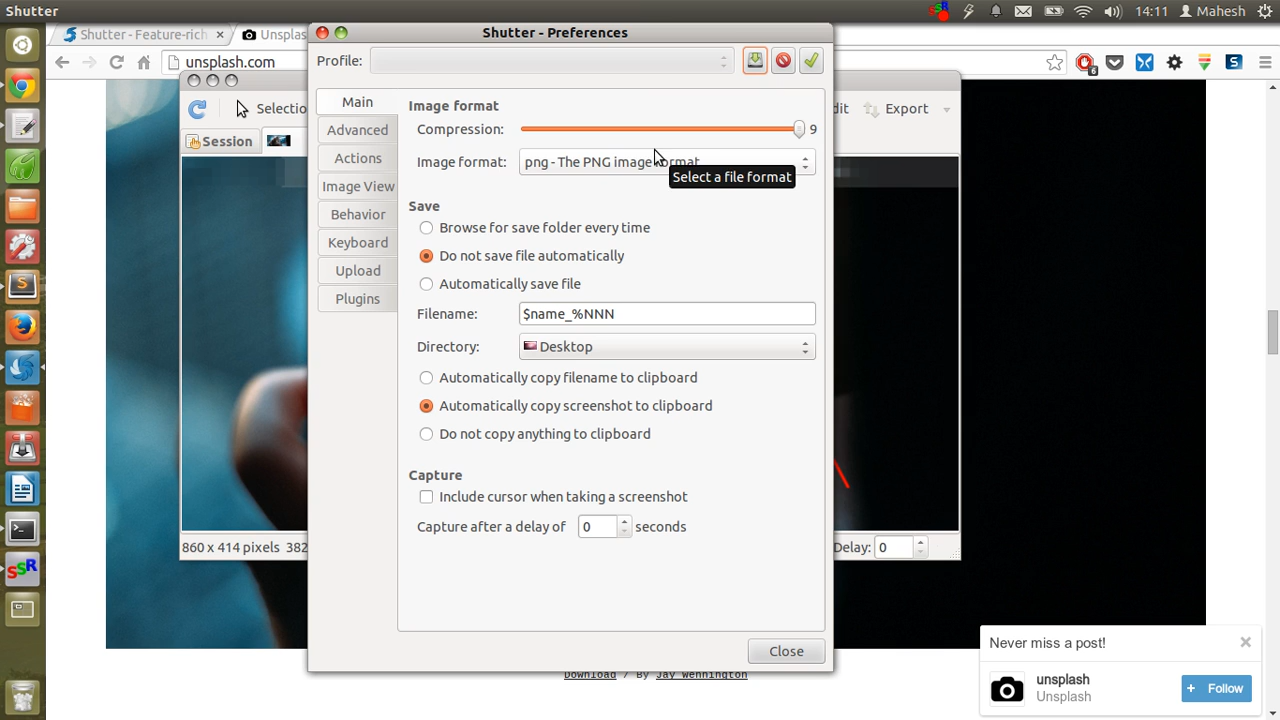 Shutter
14:11
Mahesh
Shutter - Feature-rich
Unsplas
unsplash.com
6
Selectio
dit
Export
Session
Shutter - Preferences
Profile:
Main
Advanced
Actions
Image View
Behavior
Keyboard
Upload
Plugins
Image format
Compression: 9
Image format: png - The PNG image format
Select a file format
Save
Browse for save folder every time
Do not save file automatically
Automatically save file
Filename: $name_%NNN
Directory: Desktop
Automatically copy filename to clipboard
Automatically copy screenshot to clipboard
Do not copy anything to clipboard
Capture
Include cursor when taking a screenshot
Capture after a delay of 0 seconds
Close
860 x 414 pixels 382
Delay: 0
Download / By Jay Wennington
Never miss a post!
unsplash
Unsplash
+ Follow
SSR